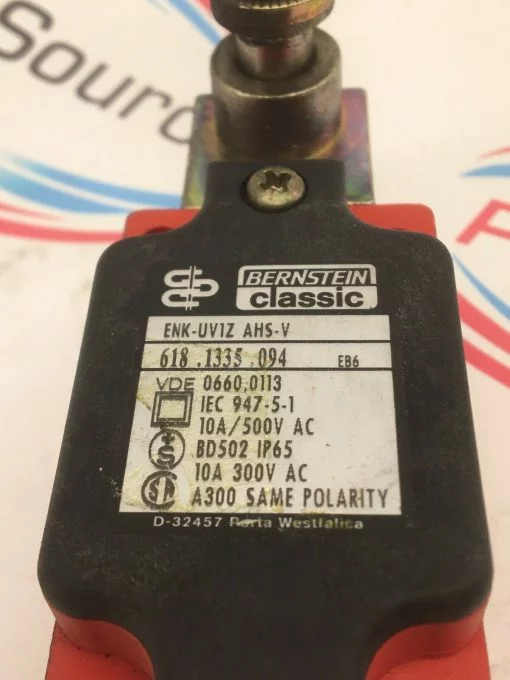 Sourc
P
BERNSTEIN
classic
ENK-UV1Z AHS-V
618.1335.094 EB6
VDE 0660,0113
IEC 947-5-1
10A/500V AC
+S BD502 IP65
10A 300V AC
SA A300 SAME POLARITY
D-32457 Porta Westfalica